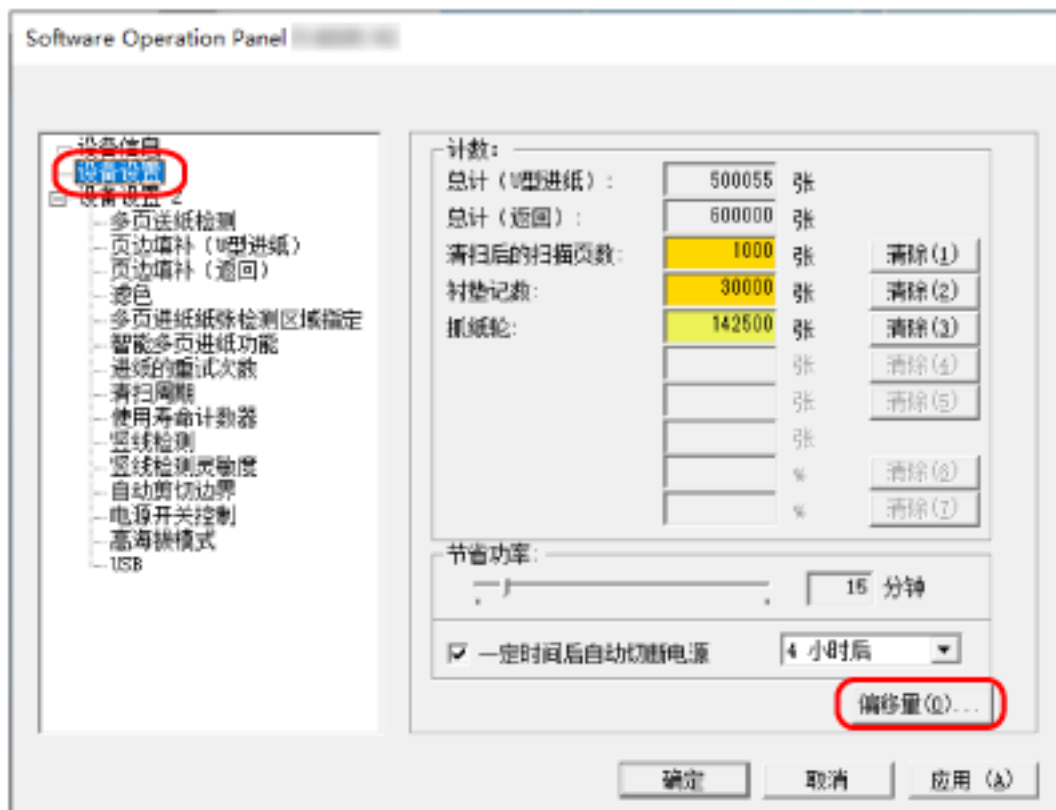 Software Operation Panel
设备信息
设备设置
设备设置 2
多页送纸检测
页边填补（U型进纸）
页边填补（返回）
滤色
多页进纸纸张检测区域指定
智能多页进纸功能
进纸的重试次数
清扫周期
使用寿命计数器
竖线检测
竖线检测灵敏度
自动剪切边界
电源开关控制
高海拔模式
USB
计数：
总计（U型进纸）： 500055 张
总计（返回）： 600000 张
清扫后的扫描页数： 1000 张 清除(1)
衬垫记数： 30000 张 清除(2)
抓纸轮： 142500 张 清除(3)
张 清除(4)
张 清除(5)
张
% 清除(6)
% 清除(7)
节省功率：
15 分钟
一定时间后自动切断电源 4 小时后
偏移量(O)...
确定 取消 应用 (A)